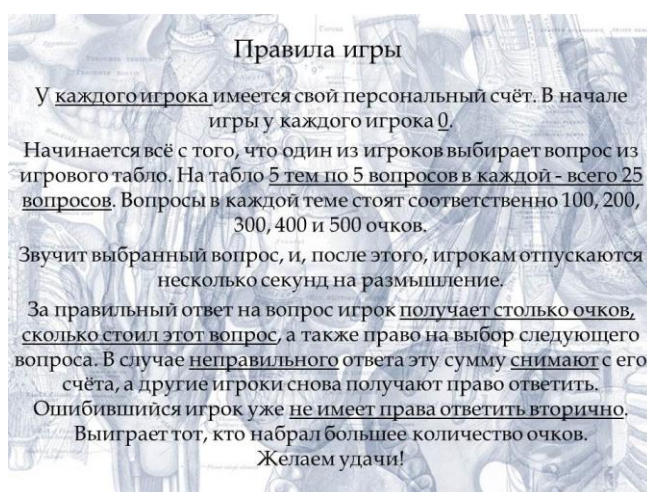 Правила игры
У каждого игрока имеется свой персональный счёт. В начале
игры у каждого игрока 0.
Начинается всё с того, что один из игроков выбирает вопрос из
игрового табло. На табло 5 тем по 5 вопросов в каждой - всего 25
вопросов. Вопросы в каждой теме стоят соответственно 100, 200,
300, 400 и 500 очков.
Звучит выбранный вопрос, и, после этого, игрокам отпускаются
несколько секунд на размышление.
За правильный ответ на вопрос игрок получает столько очков,
сколько стоил этот вопрос, а также право на выбор следующего
вопроса. В случае неправильного ответа эту сумму снимают с его
счёта, а другие игроки снова получают право ответить.
Ошибившийся игрок уже не имеет права ответить вторично.
Выиграет тот, кто набрал большее количество очков.
Желаем удачи!